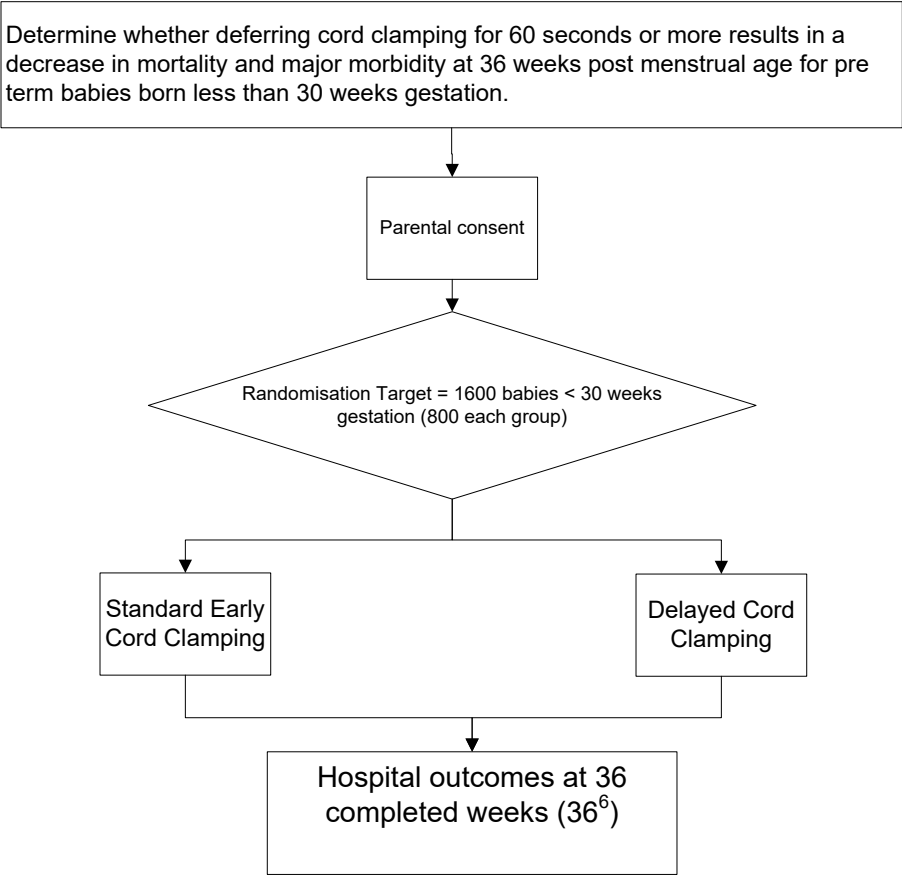 Determine whether deferring cord clamping for 60 seconds or more results in a
decrease in mortality and major morbidity at 36 weeks post menstrual age for pre
term babies born less than 30 weeks gestation.
Parental consent
Randomisation Target = 1600 babies < 30 weeks
gestation (800 each group)
Standard Early
Cord Clamping
Delayed Cord
Clamping
Hospital outcomes at 36
completed weeks (36⁶)